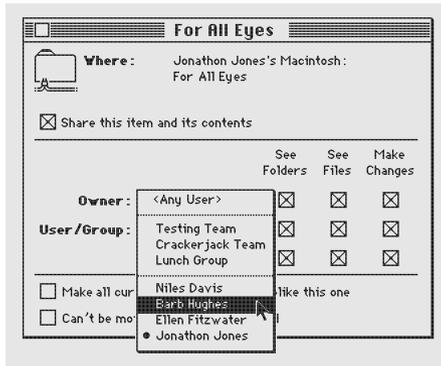 For All Eyes
Where: Jonathon Jones's Macintosh:
For All Eyes
Share this item and its contents
See Folders See Files Make Changes
Owner: <Any User>
User/Group: Testing Team
Crackerjack Team
Lunch Group
Niles Davis
Make all cur like this one
Barb Hughes
Can't be mo
Ellen Fitzwater
Jonathon Jones